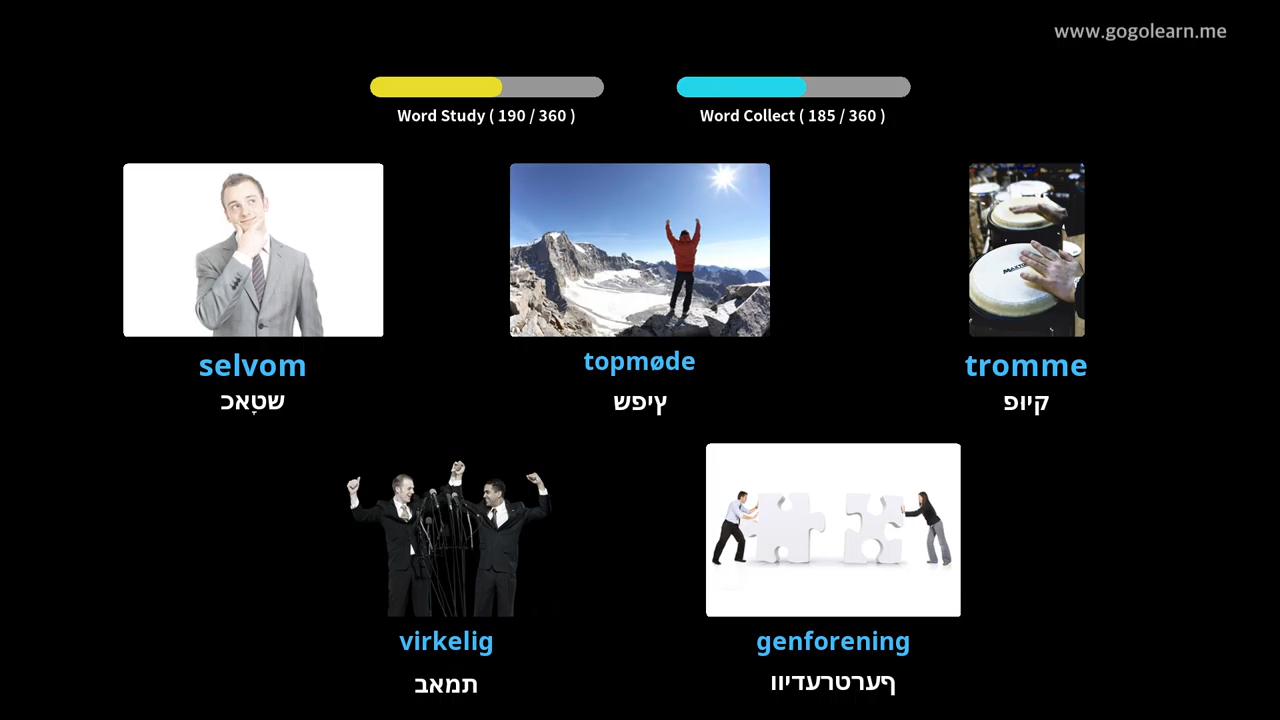 www.gogolearn.me
Word Study ( 190 / 360 )
Word Collect ( 185 / 360 )
selvom
שטָאכ
topmøde
ץיפש
tromme
קיופ
virkelig
תמאב
genforening
ףערטרעדיוו